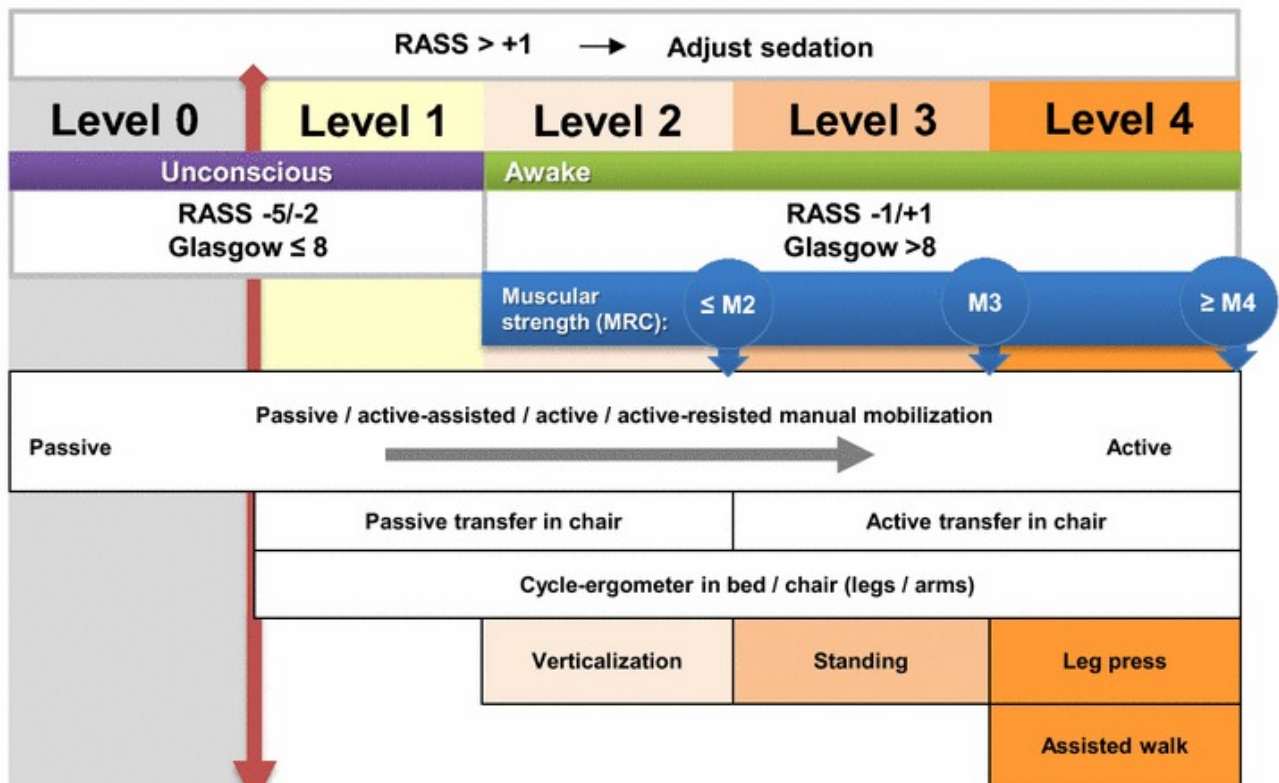 RASS > +1 → Adjust sedation
Level 0
Level 1
Level 2
Level 3
Level 4
Unconscious
Awake
RASS -5/-2
Glasgow ≤ 8
RASS -1/+1
Glasgow >8
Muscular
strength (MRC):
≤ M2
M3
≥ M4
Passive / active-assisted / active / active-resisted manual mobilization
Passive
Active
Passive transfer in chair
Active transfer in chair
Cycle-ergometer in bed / chair (legs / arms)
Verticalization
Standing
Leg press
Assisted walk